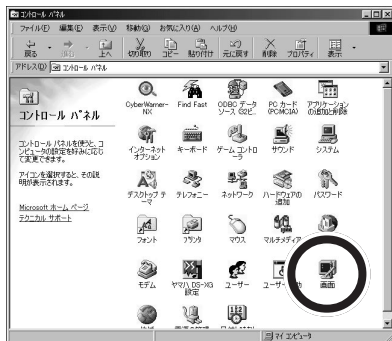 コントロール パネル
ファイル(F) 編集(E) 表示(V) 移動(G) お気に入り(A) ヘルプ(H)
戻る 進む 上へ 切り取り コピー 貼り付け 元に戻す 削除 プロパティ 表示
アドレス(D) コントロール パネル
コントロール パネル
コントロール パネルを使うと、コ
ンピュータの設定を好みに応じ
て変更できます。
アイコンを選択すると、その説
明が表示されます。
Microsoft ホーム ページ
テクニカル サポート
CyberWarner-NX Find Fast ODBC データ ソース (32ビ... PC カード (PCMCIA) アプリケーション の追加と削除
インターネット オプション キーボード ゲーム コントロ ーラ サウンド システム
デスクトップ テーマ テレフォニー ネットワーク ハードウェアの 追加 パスワード
フォント プリンタ マウス マルチメディア
モデム ヤマハ DS-XG 設定 ユーザー 画面
マイ コンピュータ